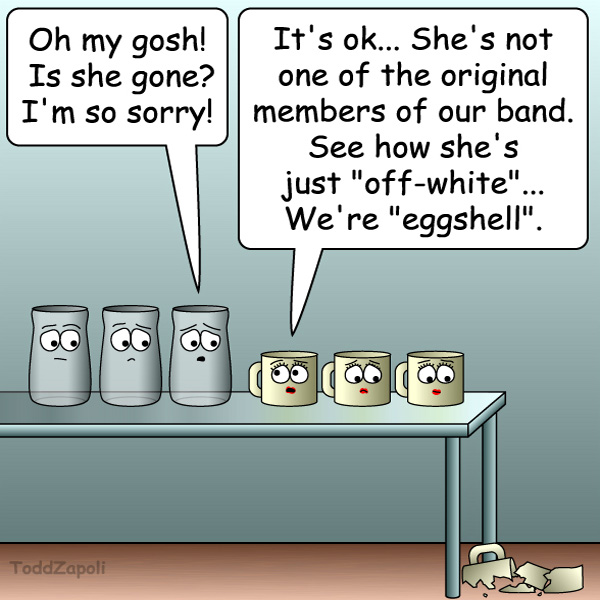 Oh my gosh!
Is she gone?
I'm so sorry!
It's ok... She's not
one of the original
members of our band.
See how she's
just "off-white"...
We're "eggshell".
ToddZapoli